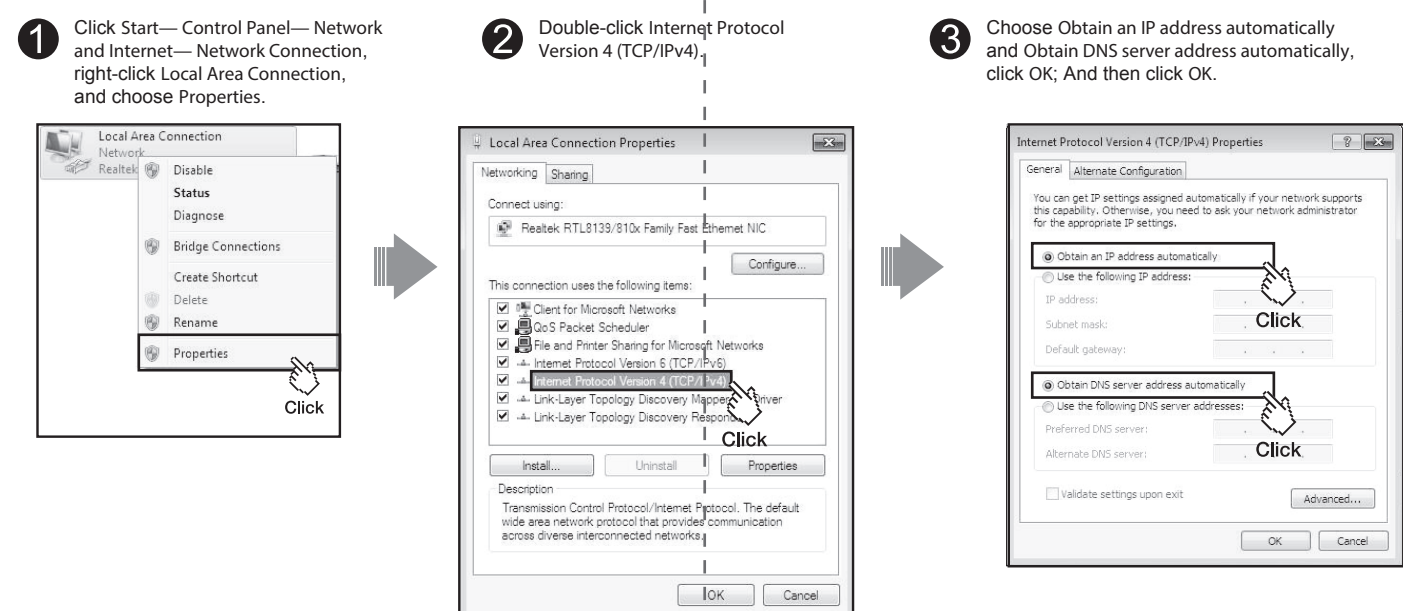 1
Click Start— Control Panel— Network
and Internet— Network Connection,
right-click Local Area Connection,
and choose Properties.
Local Area Connection
Network
Realtek
Disable
Status
Diagnose
Bridge Connections
Create Shortcut
Delete
Rename
Properties
Click
2
Double-click Internet Protocol
Version 4 (TCP/IPv4).
Local Area Connection Properties
Networking
Sharing
Connect using:
Realtek RTL8139/810x Family Fast Ethernet NIC
Configure...
This connection uses the following items:
Client for Microsoft Networks
QoS Packet Scheduler
File and Printer Sharing for Microsoft Networks
Internet Protocol Version 6 (TCP/IPv6)
Internet Protocol Version 4 (TCP/IPv4)
Link-Layer Topology Discovery Mapper Driver
Link-Layer Topology Discovery Respon
Click
Install...
Uninstall
Properties
Description
Transmission Control Protocol/Internet Protocol. The default
wide area network protocol that provides communication
across diverse interconnected networks.
OK
Cancel
3
Choose Obtain an IP address automatically
and Obtain DNS server address automatically,
click OK; And then click OK.
Internet Protocol Version 4 (TCP/IPv4) Properties
General
Alternate Configuration
You can get IP settings assigned automatically if your network supports
this capability. Otherwise, you need to ask your network administrator
for the appropriate IP settings.
Obtain an IP address automatically
Use the following IP address:
IP address:
Subnet mask:
Click
Default gateway:
Obtain DNS server address automatically
Use the following DNS server addresses:
Preferred DNS server:
Alternate DNS server:
Click
Validate settings upon exit
Advanced...
OK
Cancel